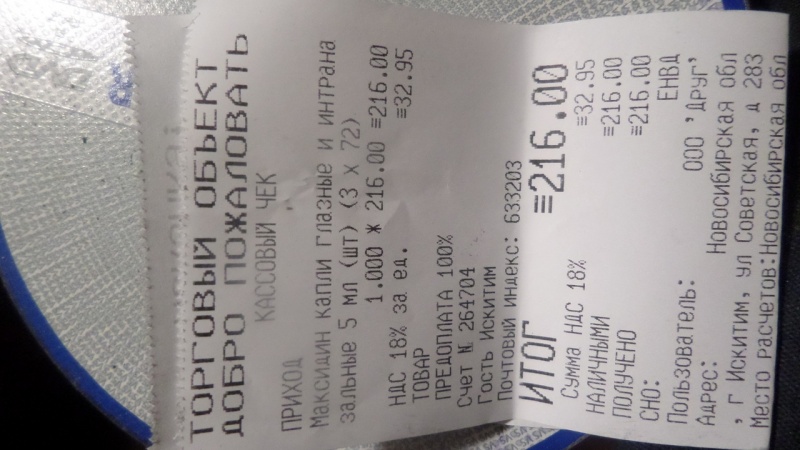 ТОРГОВЫЙ ОБЪЕКТ
ДОБРО ПОЖАЛОВАТЬ
КАССОВЫЙ ЧЕК
ПРИХОД
Максидин капли глазные и интрана
зальные 5 мл (шт) (3 x 72)
1.000 * 216.00 ≡216.00
НДС 18% за ед. ≡32.95
ТОВАР
ПРЕДОПЛАТА 100%
Счет N 264704
Гость Искитим
Почтовый индекс: 633203
ИТОГ ≡216.00
Сумма НДС 18% ≡32.95
НАЛИЧНЫМИ ≡216.00
ПОЛУЧЕНО ≡216.00
СНО: ЕНВД
Пользователь: ООО ,Друг,
Адрес: Новосибирская обл
, г Искитим, ул Советская, д 283
Место расчетов:Новосибирская обл